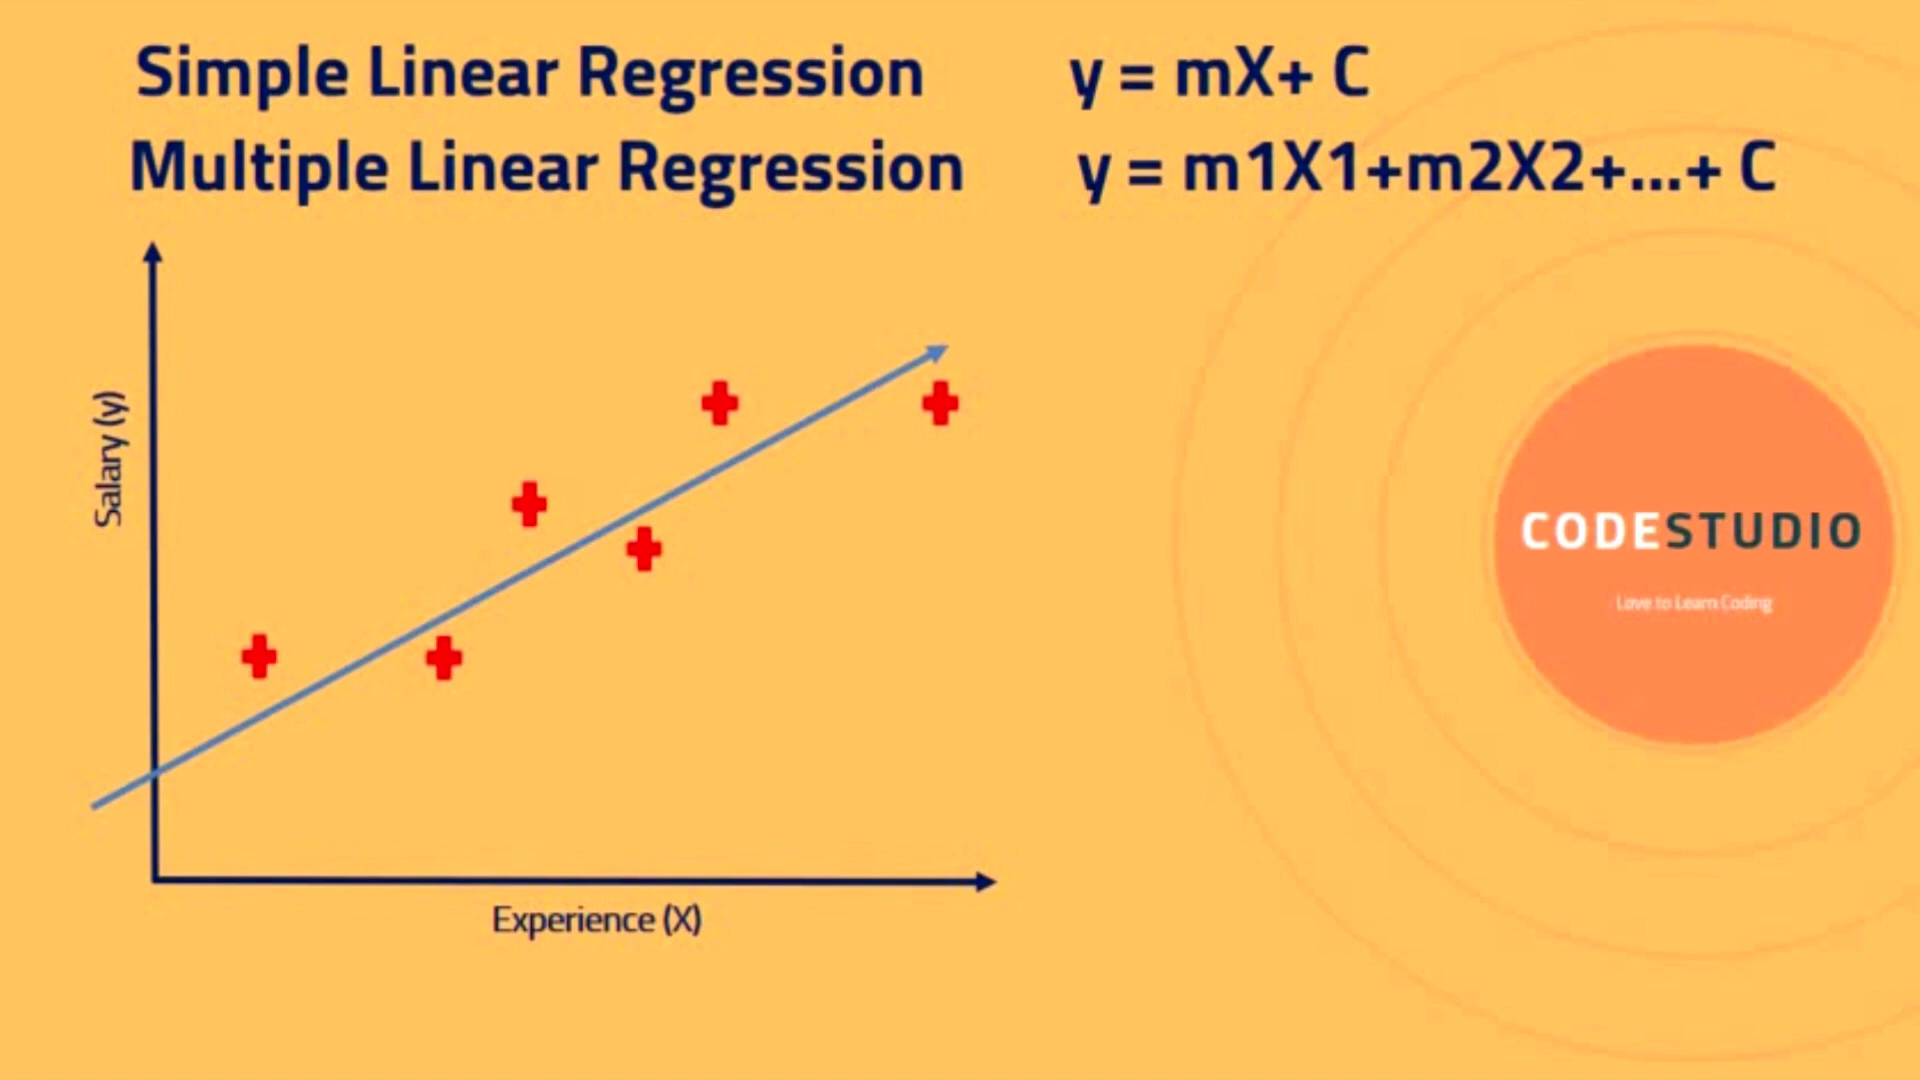 Simple Linear Regression y = mX+ C
Multiple Linear Regression y = m1X1+m2X2+...+ C
Salary (y)
CODESTUDIO
Love to Learn Coding
Experience (X)